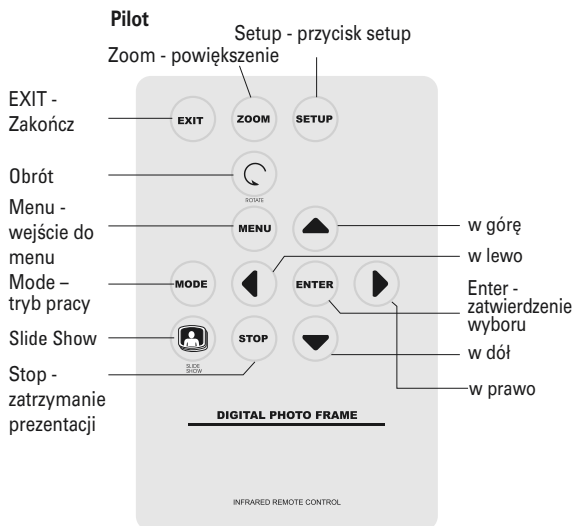 Pilot
Setup - przycisk setup
Zoom - powiększenie
EXIT -
Zakończ
EXIT
ZOOM
SETUP
Obrót
ROTATE
Menu -
wejście do
menu
MENU
w górę
w lewo
Mode –
tryb pracy
MODE
ENTER
Enter -
zatwierdzenie
wyboru
Slide Show
SLIDE
SHOW
STOP
w dół
Stop -
zatrzymanie
prezentacji
w prawo
DIGITAL PHOTO FRAME
INFRARED REMOTE CONTROL